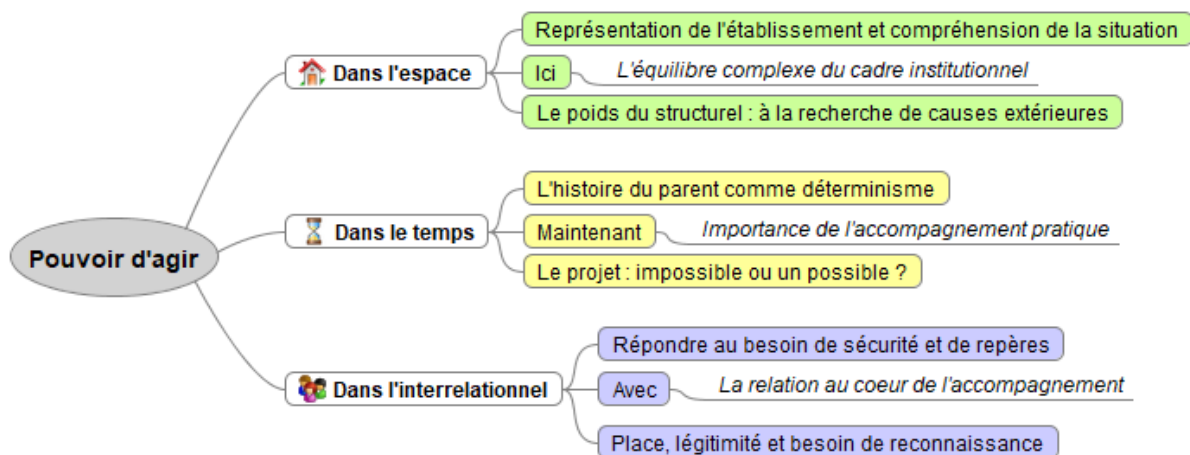 Pouvoir d'agir
Dans l'espace
Représentation de l'établissement et compréhension de la situation
Ici
L'équilibre complexe du cadre institutionnel
Le poids du structurel : à la recherche de causes extérieures
Dans le temps
L'histoire du parent comme déterminisme
Maintenant
Importance de l'accompagnement pratique
Le projet : impossible ou un possible ?
Dans l'interrelationnel
Répondre au besoin de sécurité et de repères
Avec
La relation au coeur de l'accompagnement
Place, légitimité et besoin de reconnaissance